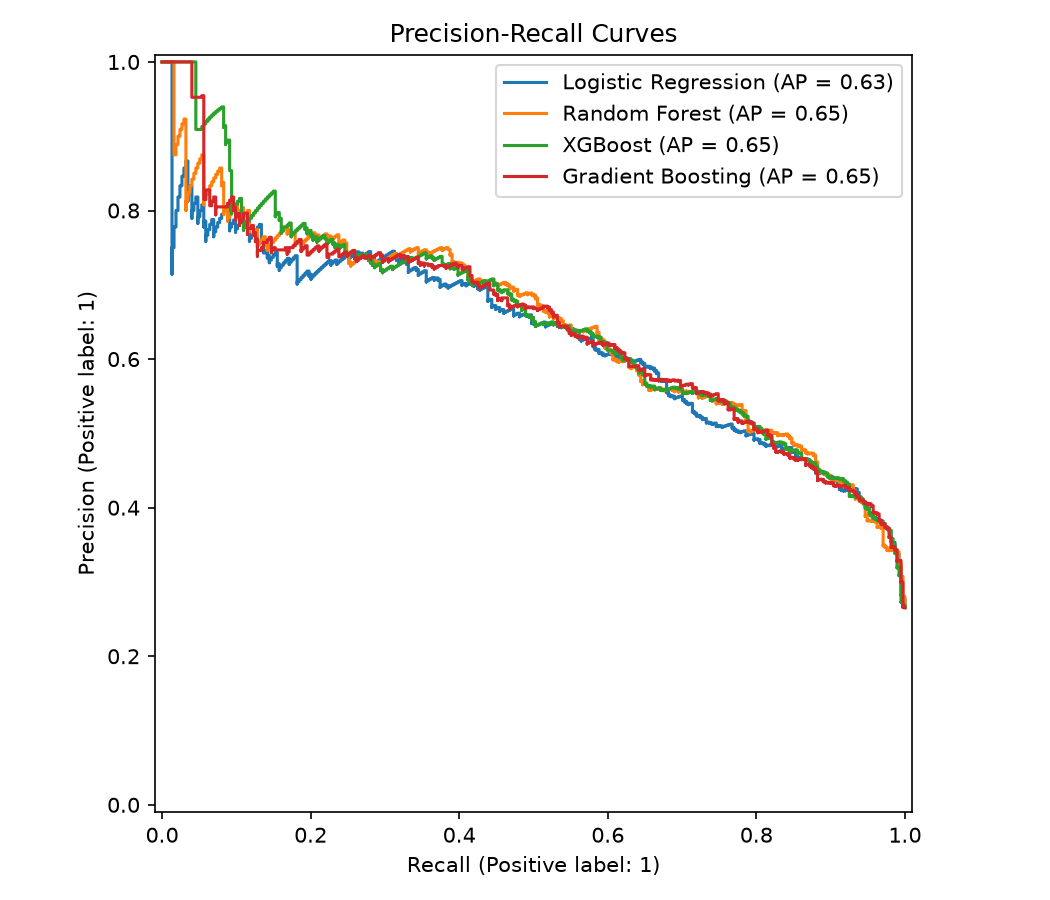 Precision-Recall Curves
Logistic Regression (AP = 0.63)
Random Forest (AP = 0.65)
XGBoost (AP = 0.65)
Gradient Boosting (AP = 0.65)
Precision (Positive label: 1)
1.0
0.8
0.6
0.4
0.2
0.0
0.0 0.2 0.4 0.6 0.8 1.0
Recall (Positive label: 1)